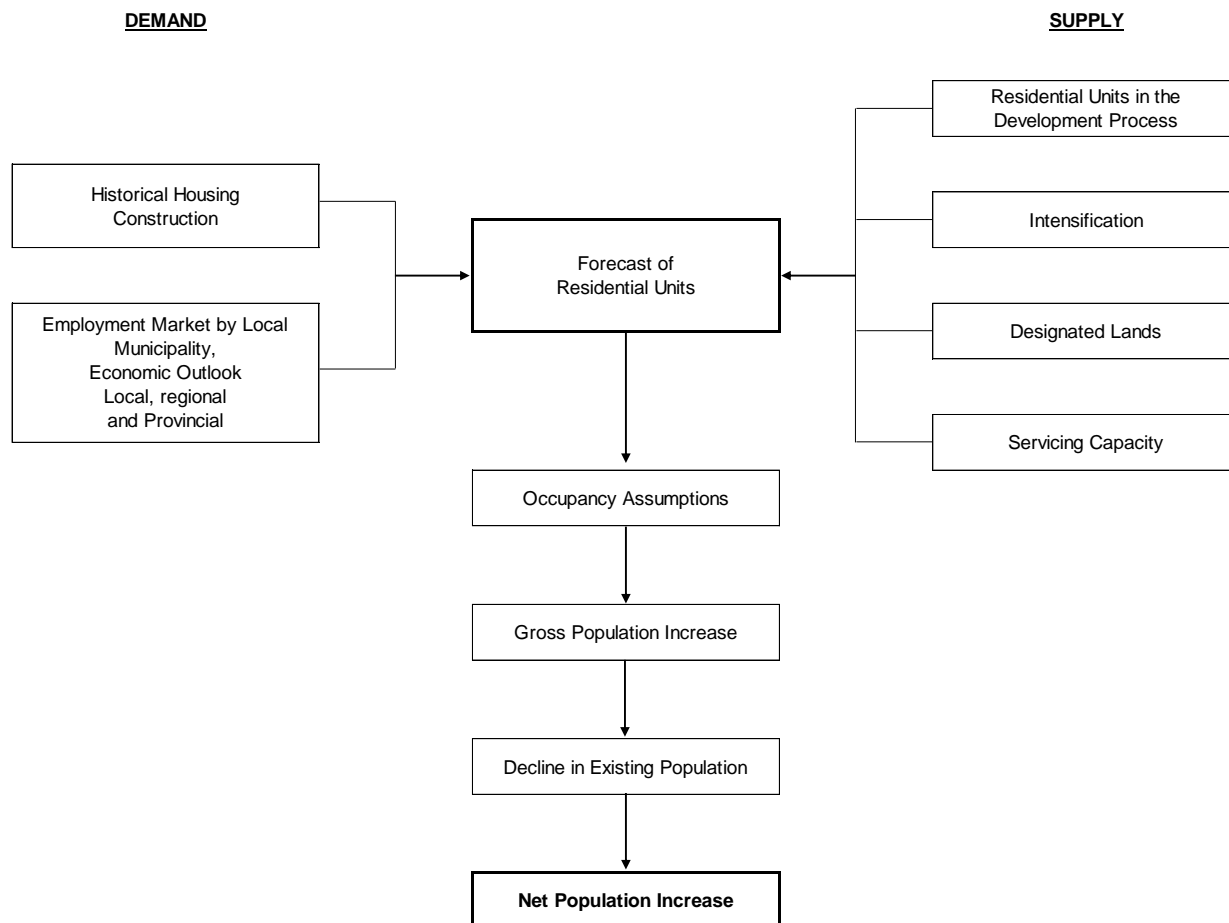 DEMAND
SUPPLY
Residential Units in the
Development Process
Historical Housing
Construction
Intensification
Forecast of
Residential Units
Employment Market by Local
Municipality,
Economic Outlook
Local, regional
and Provincial
Designated Lands
Servicing Capacity
Occupancy Assumptions
Gross Population Increase
Decline in Existing Population
Net Population Increase